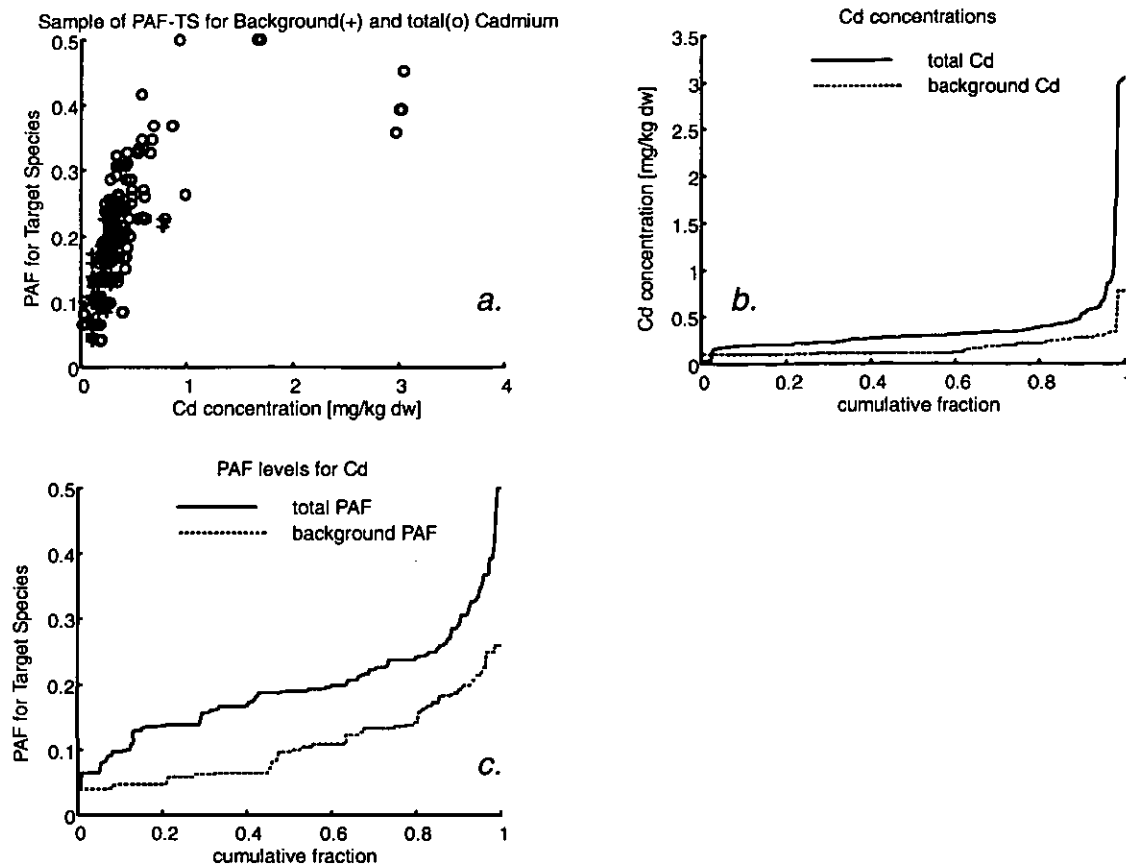 Sample of PAF-TS for Background(+) and total(o) Cadmium
PAF for Target Species
0.5
0.4
0.3
0.2
0.1
0
a.
0 1 2 3 4
Cd concentration [mg/kg dw]
Cd concentrations
total Cd
background Cd
Cd concentration [mg/kg dw]
3.5
3
2.5
2
1.5
1
0.5
0
b.
0 0.2 0.4 0.6 0.8 1
cumulative fraction
PAF levels for Cd
total PAF
background PAF
PAF for Target Species
0.5
0.4
0.3
0.2
0.1
0
c.
0 0.2 0.4 0.6 0.8 1
cumulative fraction